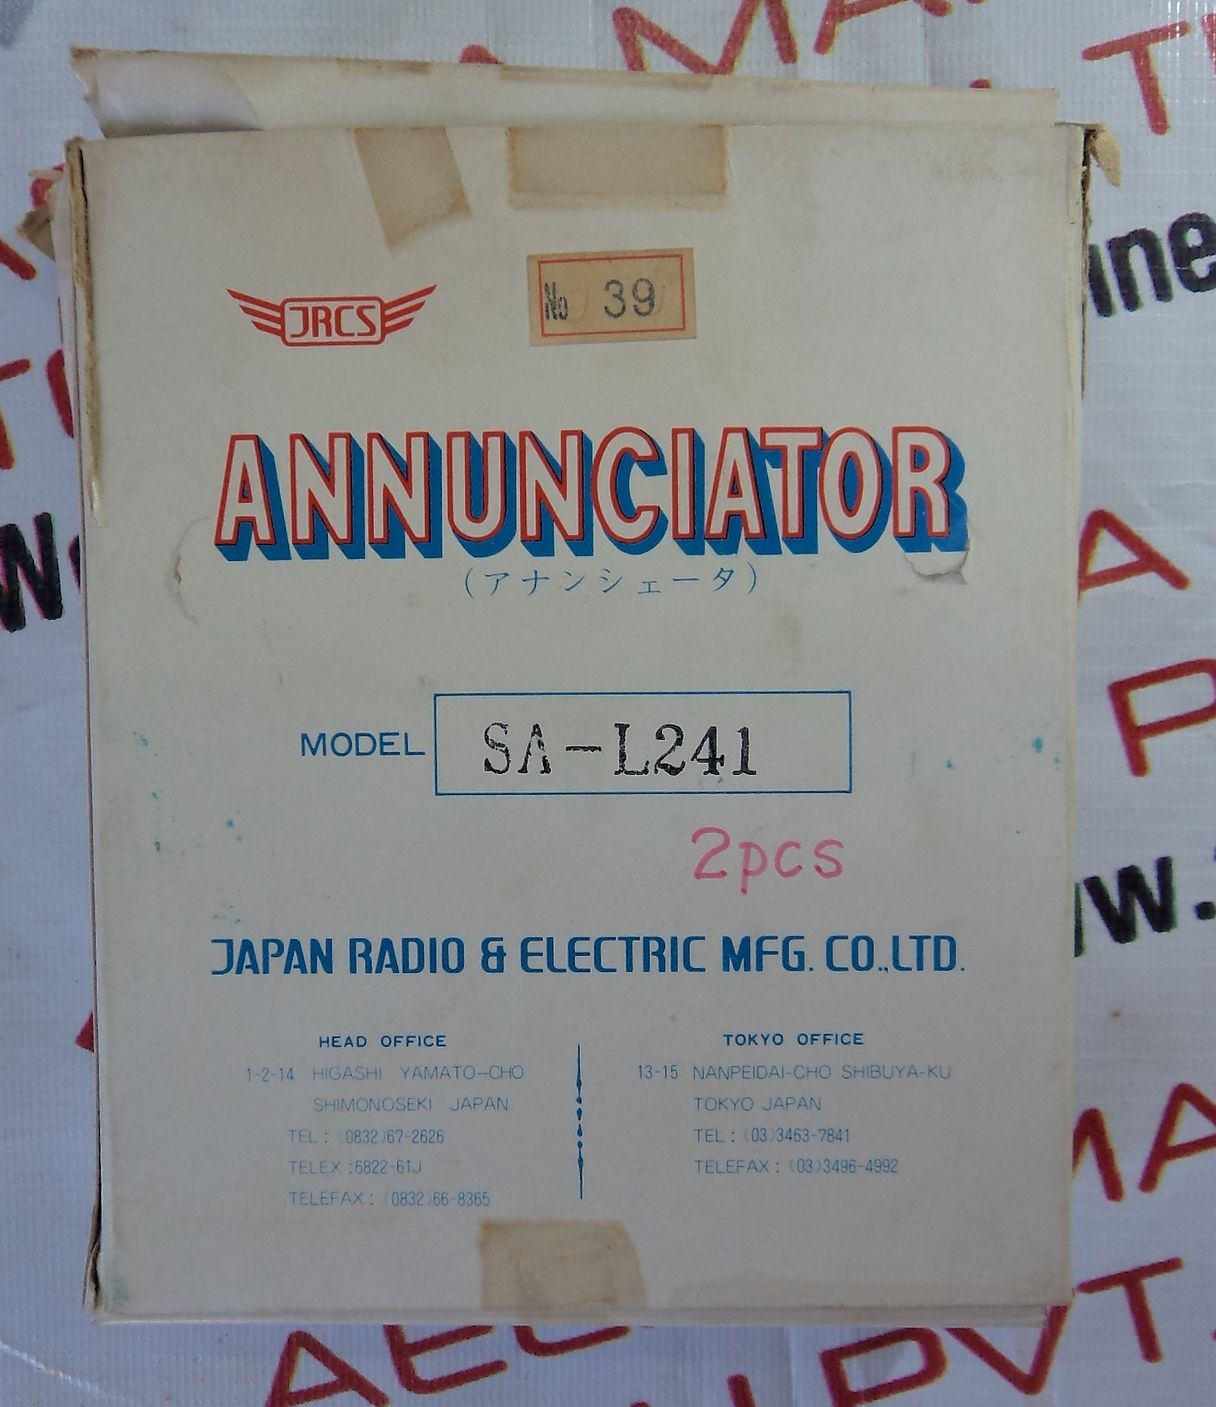 JRCS
No 39
ANNUNCIATOR
(アナンシェータ)
MODEL SA-L241
2pcs
JAPAN RADIO & ELECTRIC MFG. CO.,LTD.
HEAD OFFICE
1-2-14 HIGASHI YAMATO-CHO
SHIMONOSEKI JAPAN
TEL : (0832)67-2626
TELEX :6822-61J
TELEFAX : (0832)66-8365
TOKYO OFFICE
13-15 NANPEIDAI-CHO SHIBUYA-KU
TOKYO JAPAN
TEL : (03)3463-7841
TELEFAX : (03)3496-4992